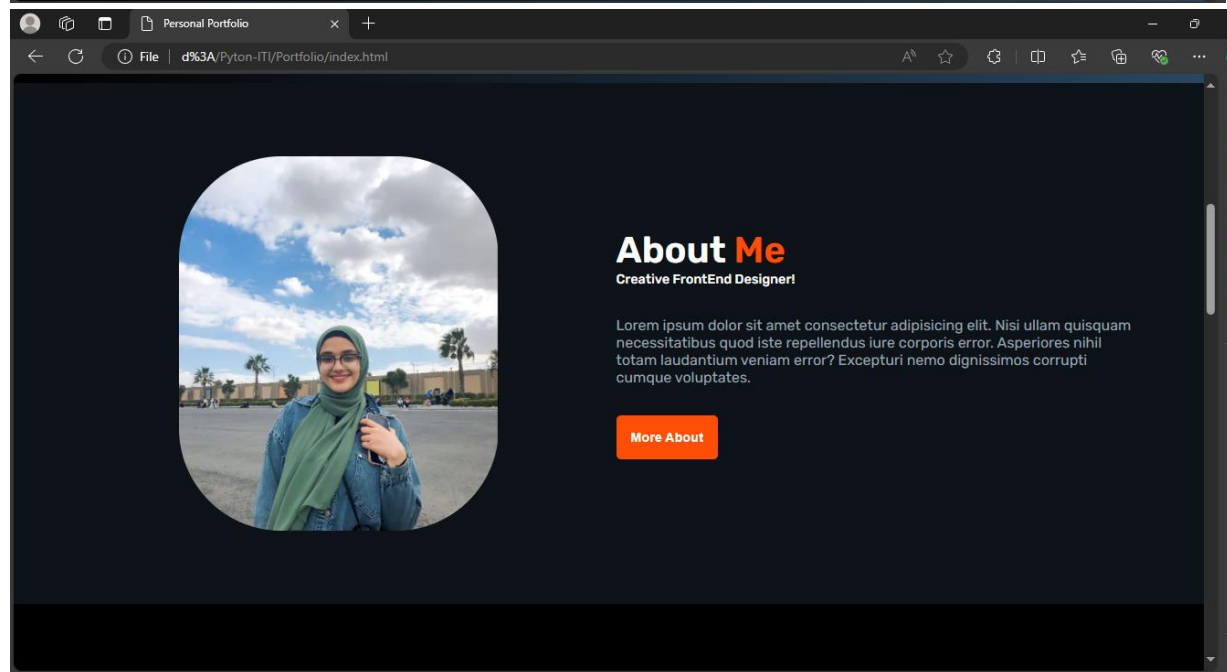 Personal Portfolio
File | d%3A/Pyton-ITI/Portfolio/index.html
About Me
Creative FrontEnd Designer!
Lorem ipsum dolor sit amet consectetur adipisicing elit. Nisi ullam quisquam
necessitatibus quod iste repellendus iure corporis error. Asperiores nihil
totam laudantium veniam error? Excepturi nemo dignissimos corrupti
cumque voluptates.
More About